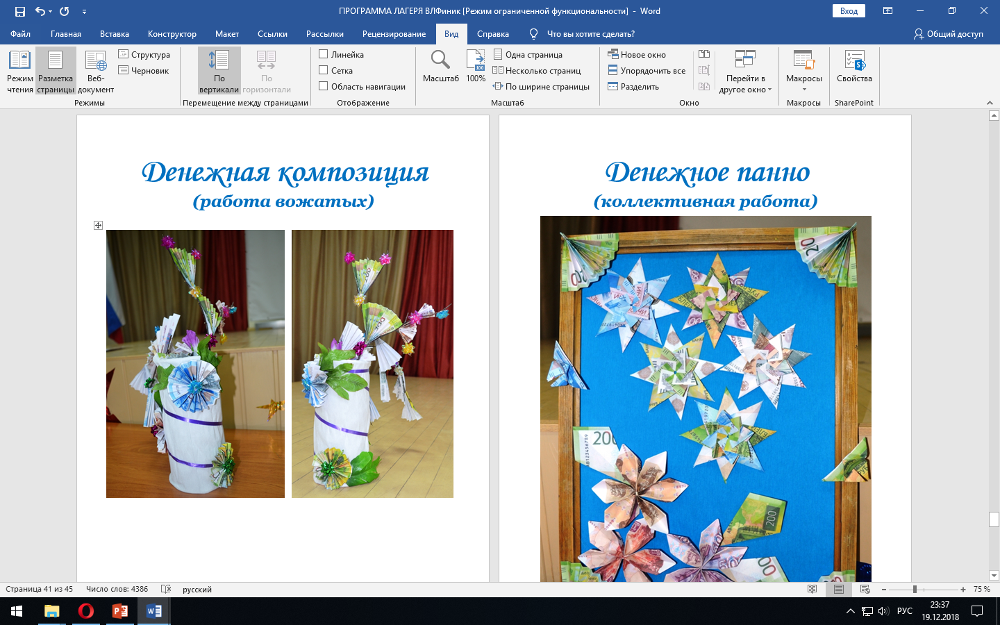 ПРОГРАММА ЛАГЕРЯ ВЛФиник [Режим ограниченной функциональности] - Word
Вход
Файл
Главная
Вставка
Конструктор
Макет
Ссылки
Рассылки
Рецензирование
Вид
Справка
Что вы хотите сделать?
Общий доступ
Режим
чтения
Разметка
страницы
Веб-
документ
Структура
Черновик
Режимы
По
вертикали
По
горизонтали
Перемещение между страницами
Линейка
Сетка
Область навигации
Отображение
Масштаб
100
100%
Одна страница
Несколько страниц
По ширине страницы
Масштаб
Новое окно
Упорядочить все
Разделить
Перейти в
другое окно
Окно
Макросы
Макросы
Свойства
SharePoint
Денежная композиция
(работа вожатых)
Денежное панно
(коллективная работа)
200
200
Страница 41 из 45
Число слов: 4386
русский
75 %
РУС
23:37
19.12.2018